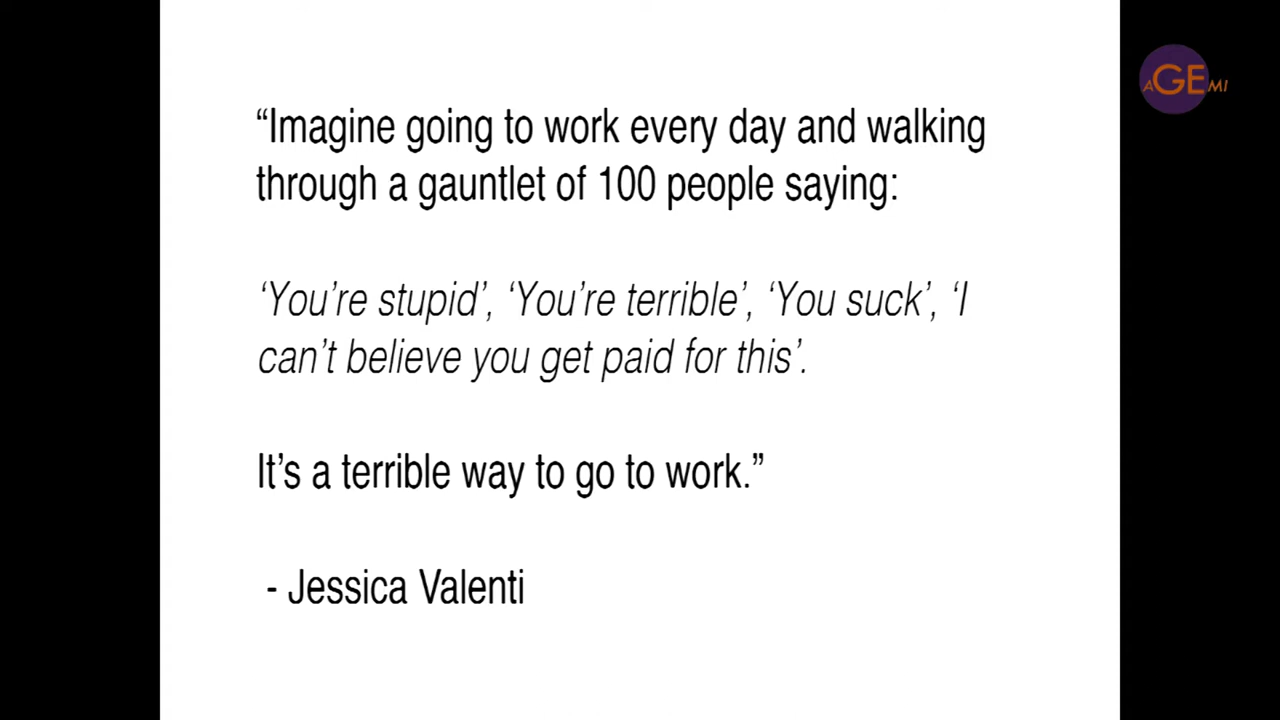 “Imagine going to work every day and walking
through a gauntlet of 100 people saying:
‘You’re stupid’, ‘You’re terrible’, ‘You suck’, ‘I
can’t believe you get paid for this’.
It’s a terrible way to go to work.”
- Jessica Valenti
AGEMI